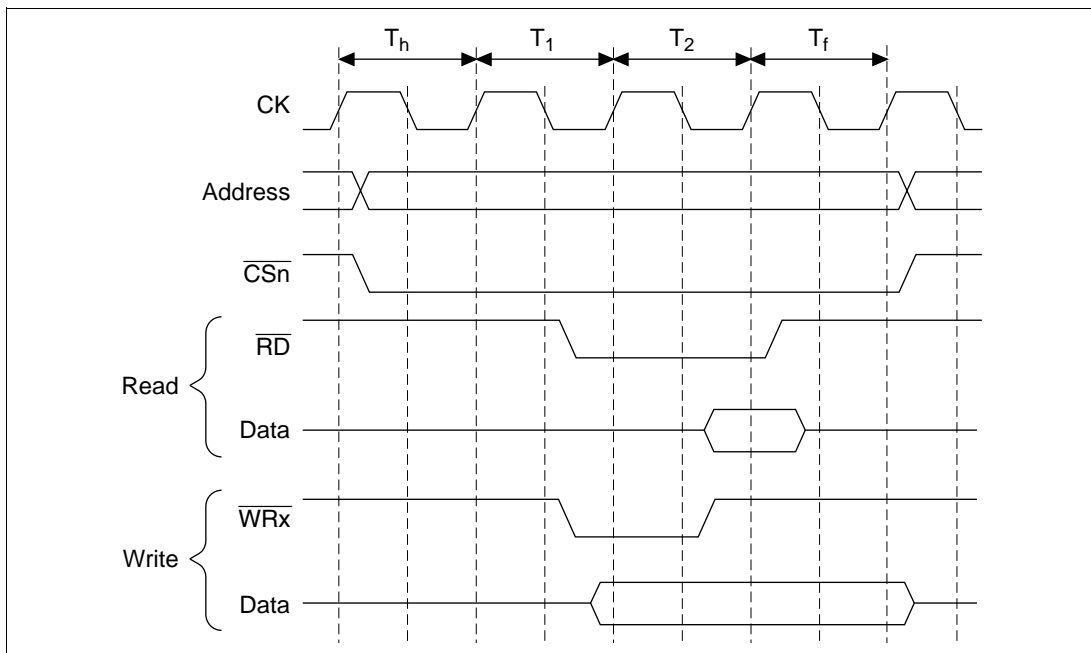 Th T1 T2 Tf
CK
Address
CSn
RD
Read
Data
WRx
Write
Data